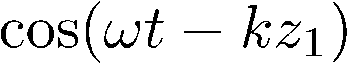 cos(ωt − kz₁)